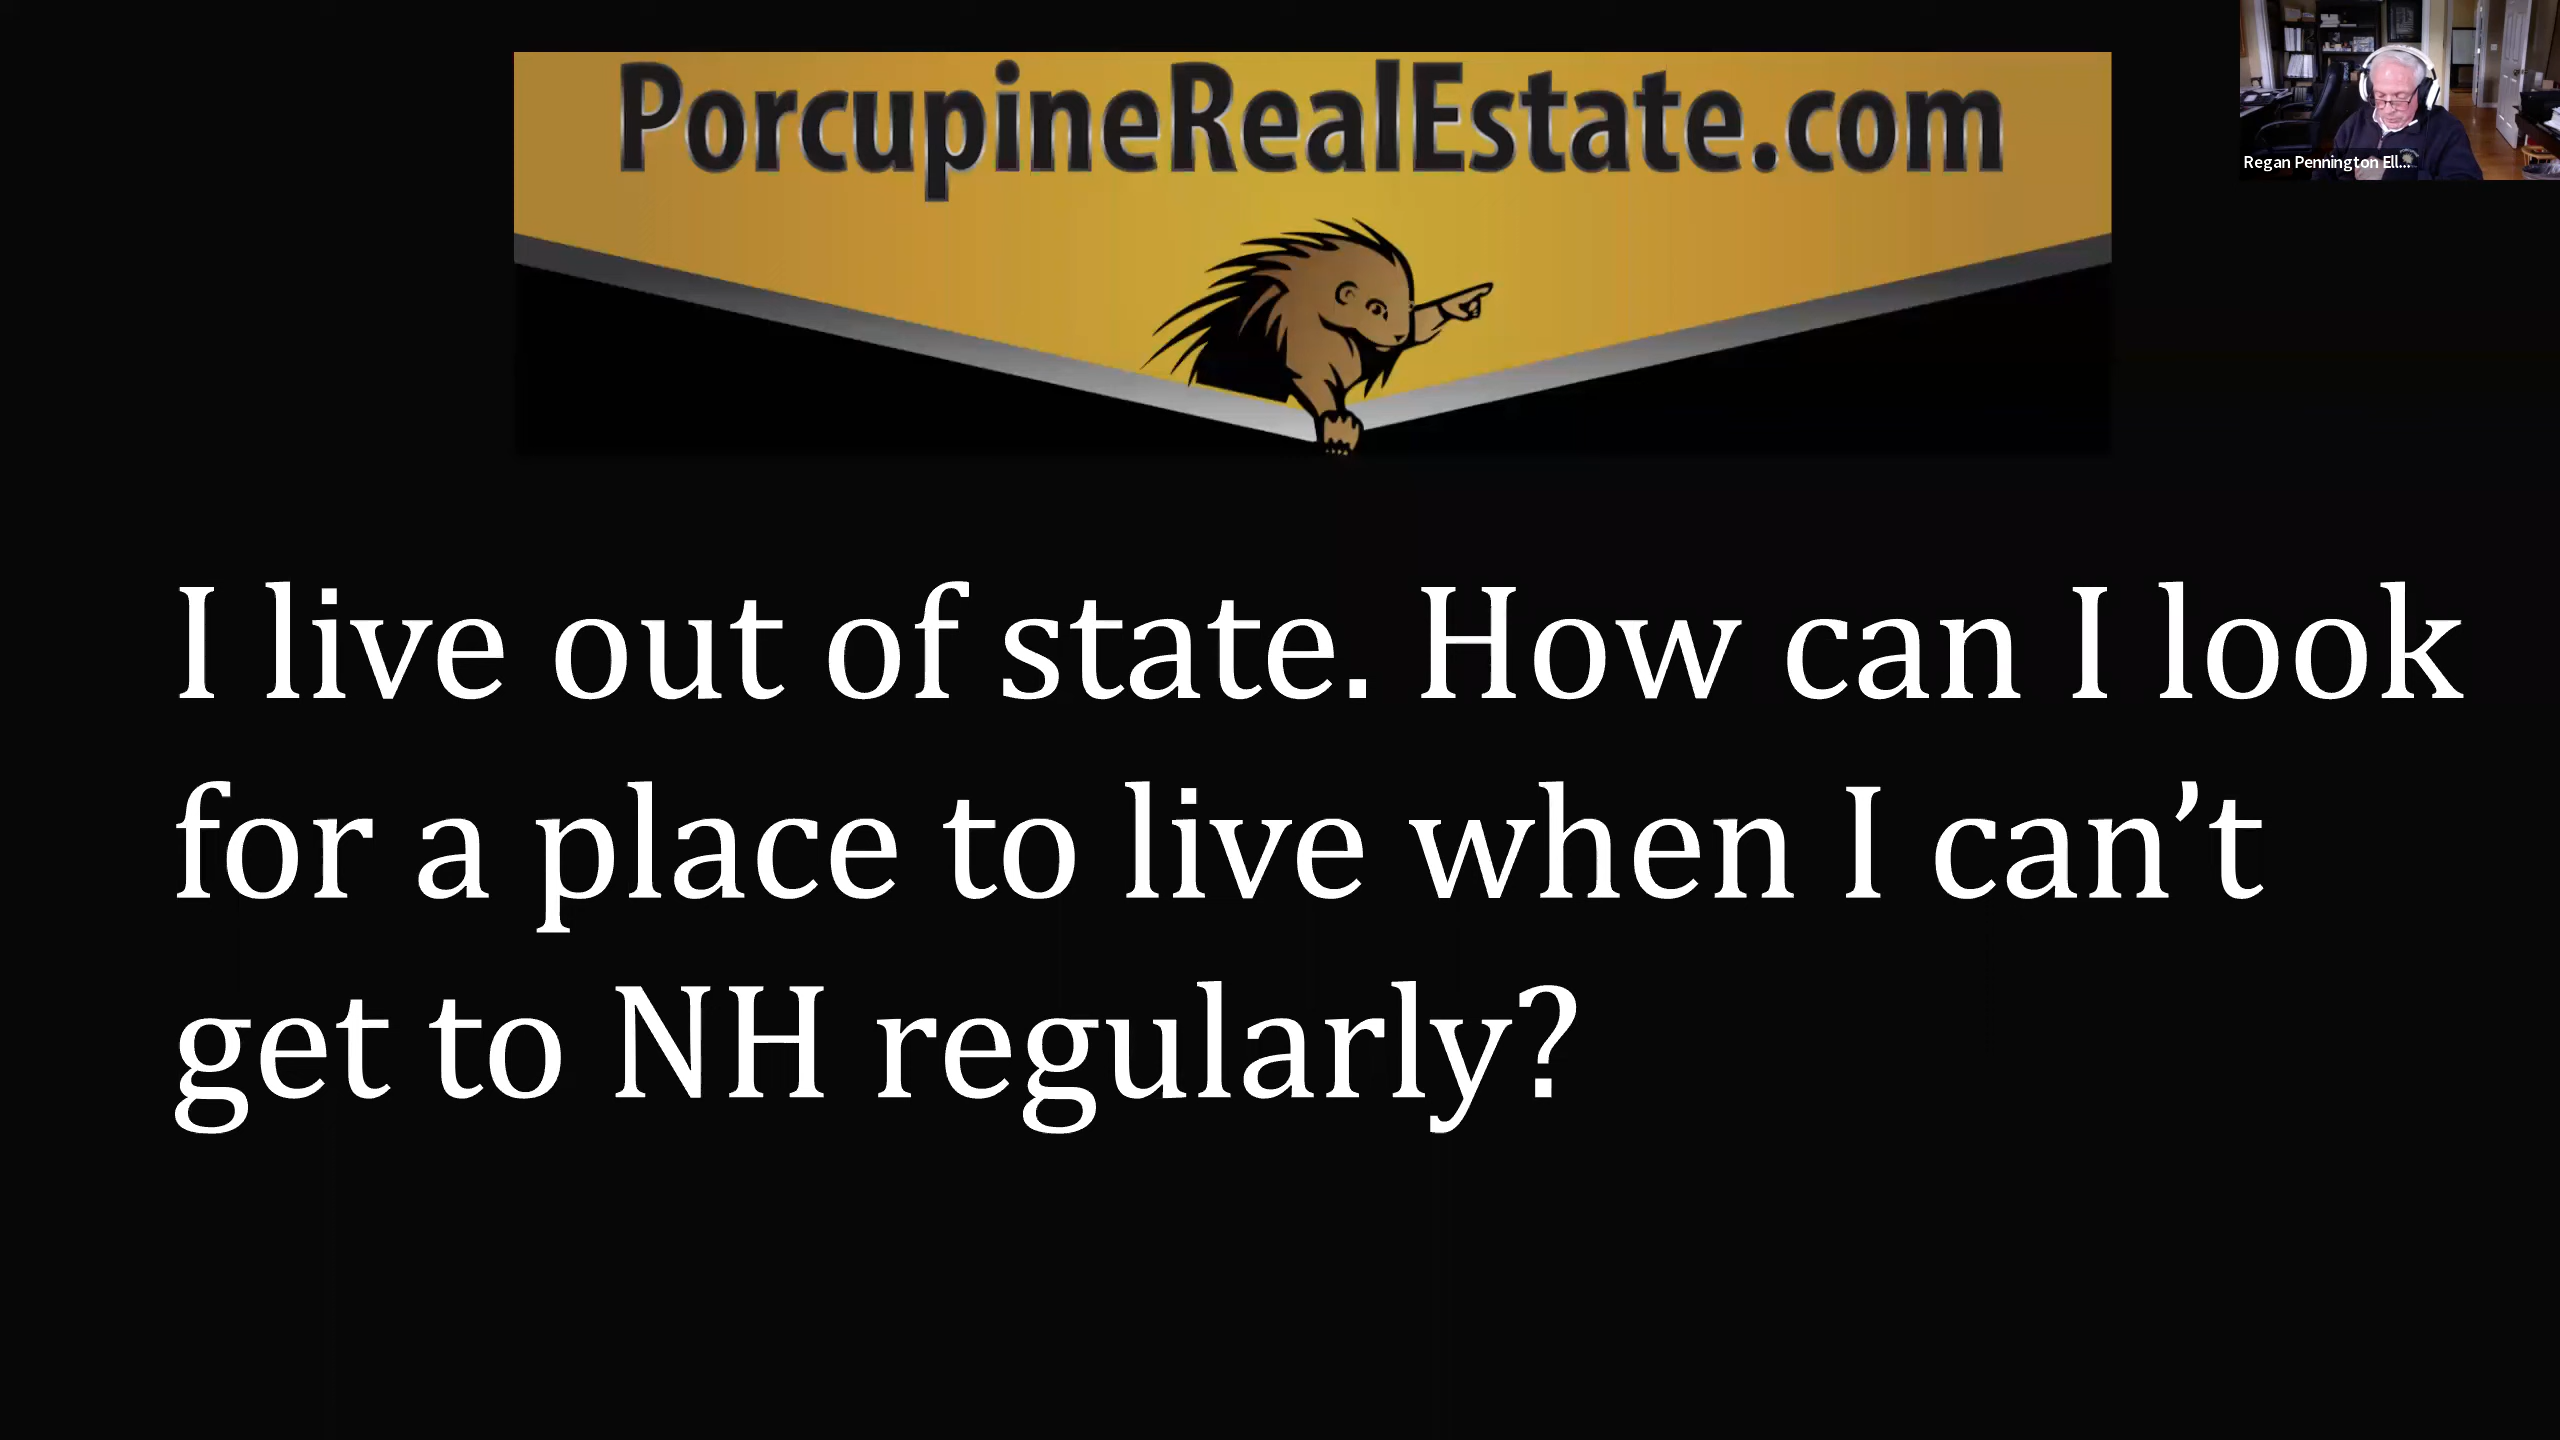 PorcupineRealEstate.com
Regan Pennington Ell...
I live out of state. How can I look
for a place to live when I can’t
get to NH regularly?